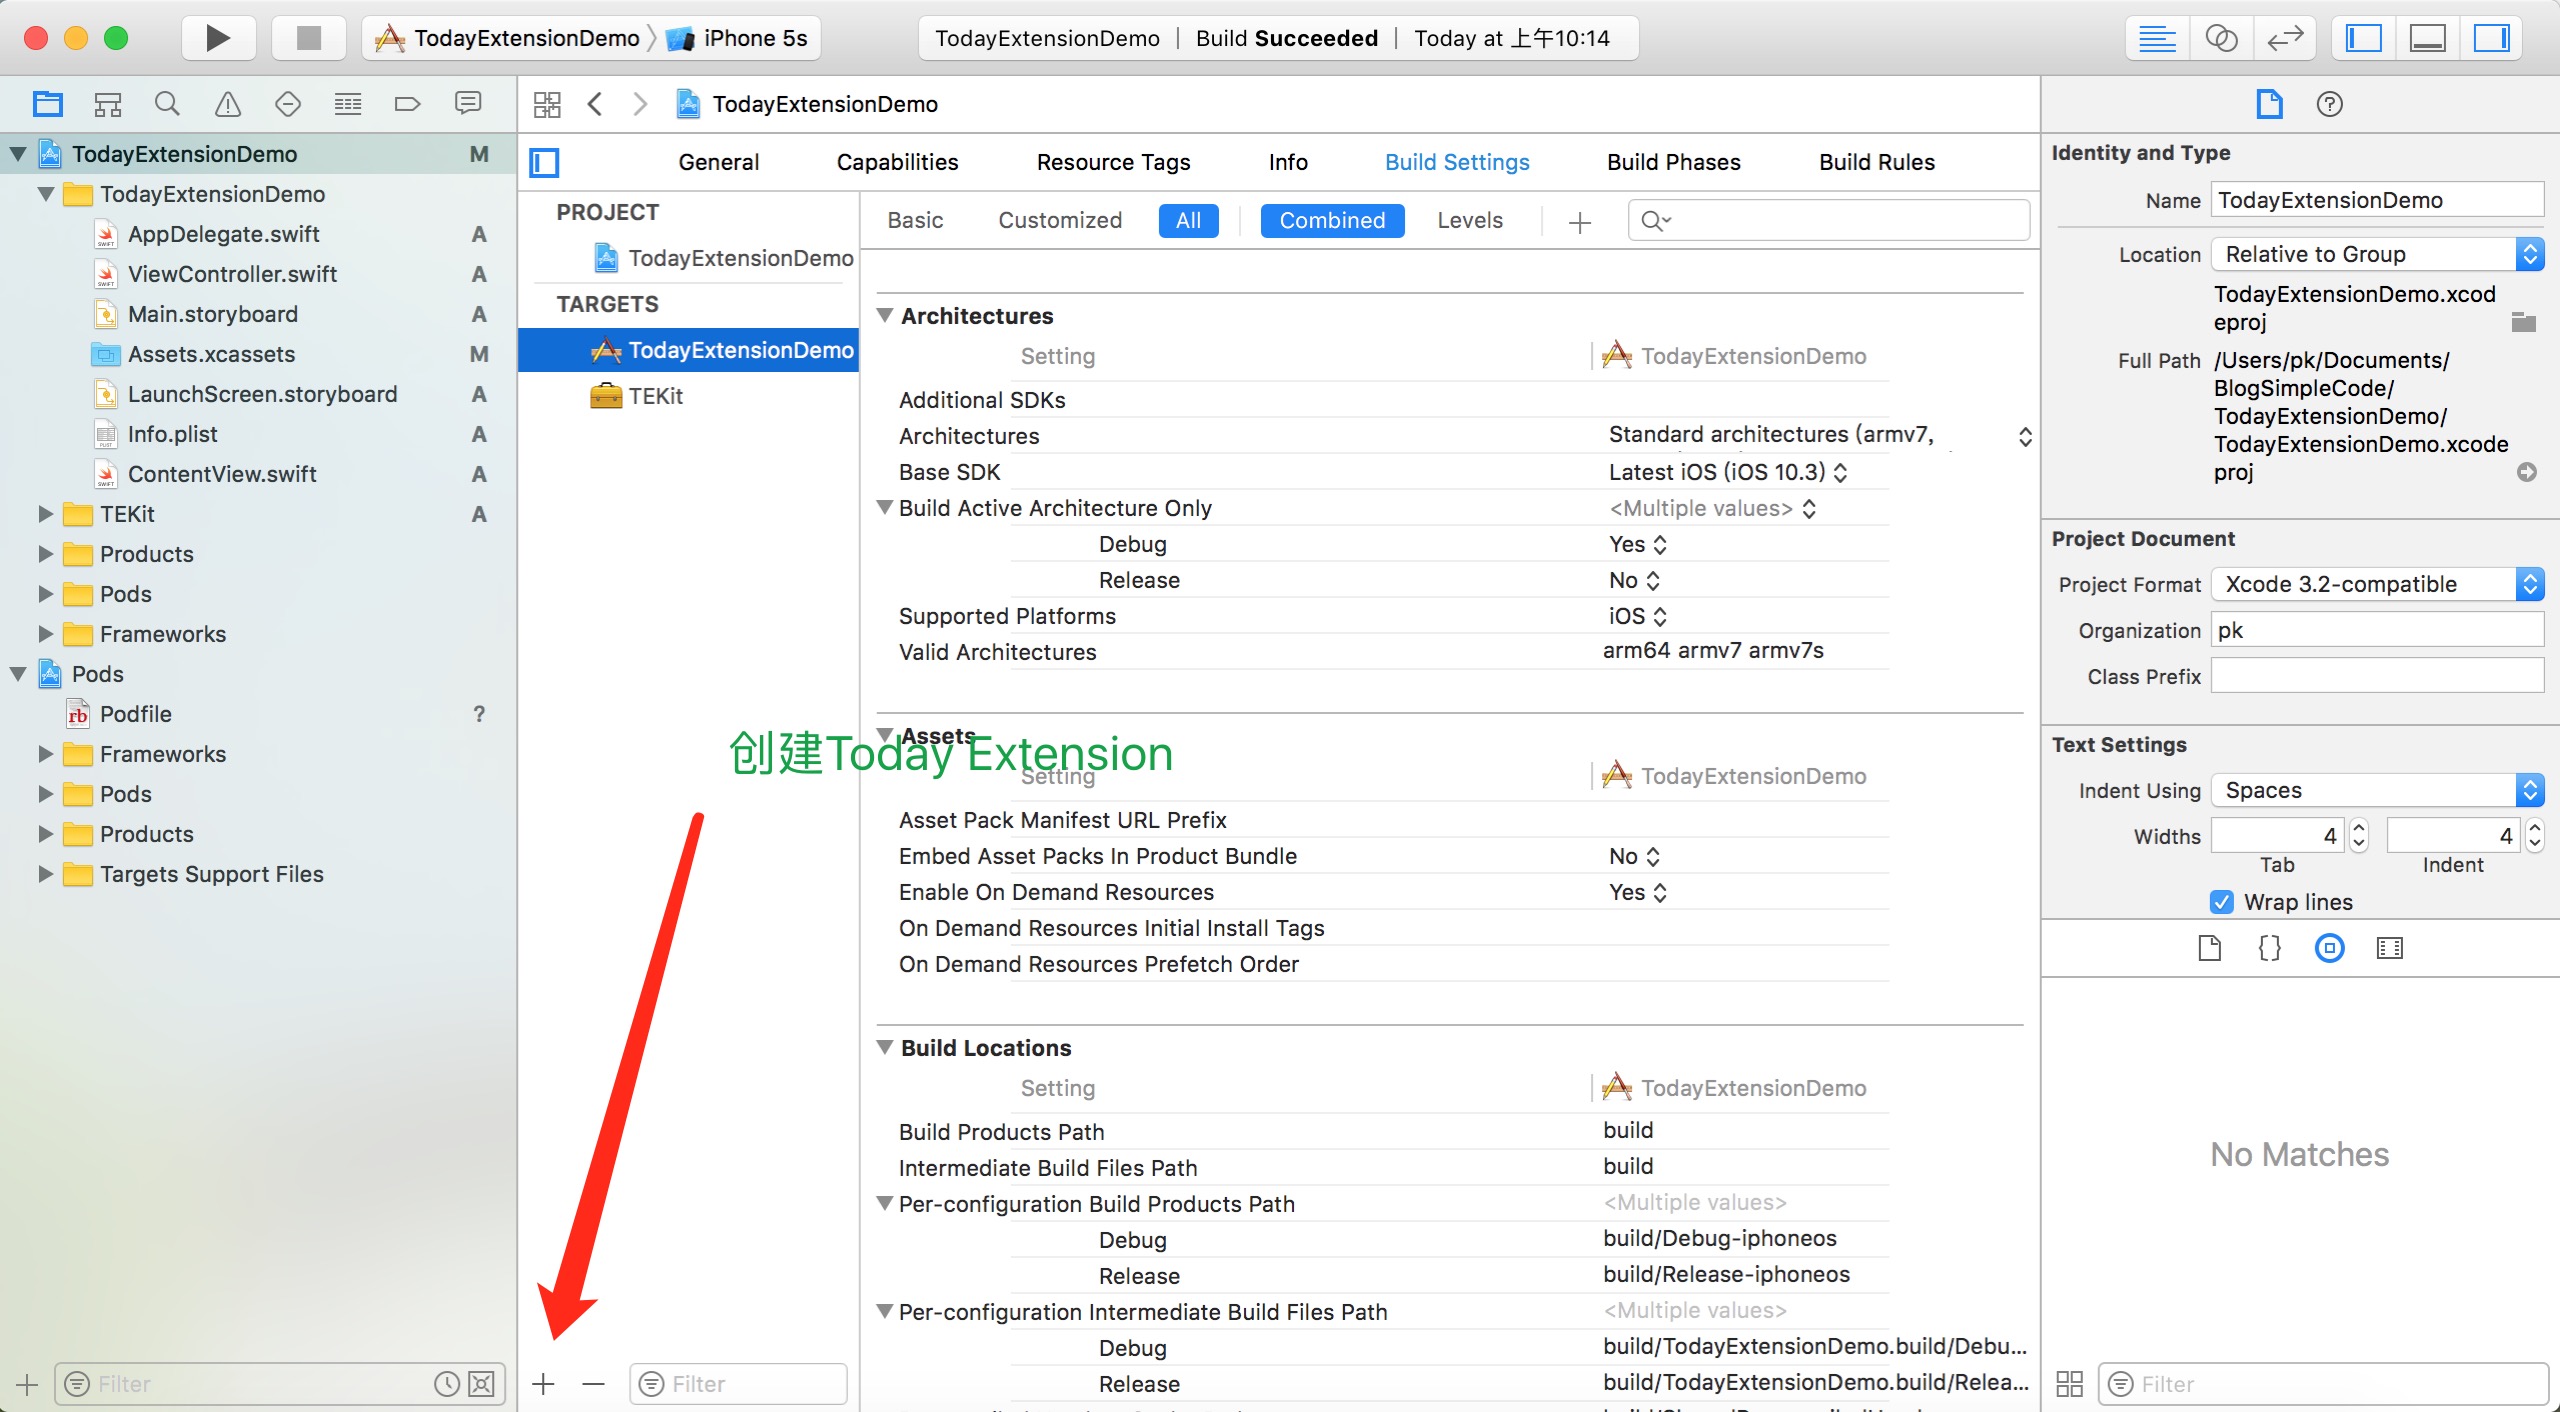 TodayExtensionDemo
iPhone 5s
TodayExtensionDemo | Build Succeeded | Today at 上午10:14
TodayExtensionDemo M
TodayExtensionDemo
AppDelegate.swift A
ViewController.swift A
Main.storyboard A
Assets.xcassets M
LaunchScreen.storyboard A
Info.plist A
ContentView.swift A
TEKit A
Products
Pods
Frameworks
Pods
Podfile ?
Frameworks
Pods
Products
Targets Support Files
Filter
TodayExtensionDemo
General Capabilities Resource Tags Info Build Settings Build Phases Build Rules
PROJECT
TodayExtensionDemo
TARGETS
TodayExtensionDemo
TEKit
Filter
Basic Customized All Combined Levels
Architectures
Setting TodayExtensionDemo
Additional SDKs
Architectures Standard architectures (armv7,
Base SDK Latest iOS (iOS 10.3)
Build Active Architecture Only <Multiple values>
Debug Yes
Release No
Supported Platforms iOS
Valid Architectures arm64 armv7 armv7s
Assets
创建Today Extension
Setting TodayExtensionDemo
Asset Pack Manifest URL Prefix
Embed Asset Packs In Product Bundle No
Enable On Demand Resources Yes
On Demand Resources Initial Install Tags
On Demand Resources Prefetch Order
Build Locations
Setting TodayExtensionDemo
Build Products Path build
Intermediate Build Files Path build
Per-configuration Build Products Path <Multiple values>
Debug build/Debug-iphoneos
Release build/Release-iphoneos
Per-configuration Intermediate Build Files Path <Multiple values>
Debug build/TodayExtensionDemo.build/Debu...
Release build/TodayExtensionDemo.build/Relea...
Identity and Type
Name TodayExtensionDemo
Location Relative to Group
TodayExtensionDemo.xcod
eproj
Full Path /Users/pk/Documents/
BlogSimpleCode/
TodayExtensionDemo/
TodayExtensionDemo.xcode
proj
Project Document
Project Format Xcode 3.2-compatible
Organization pk
Class Prefix
Text Settings
Indent Using Spaces
Widths 4 4
Tab Indent
Wrap lines
No Matches
Filter